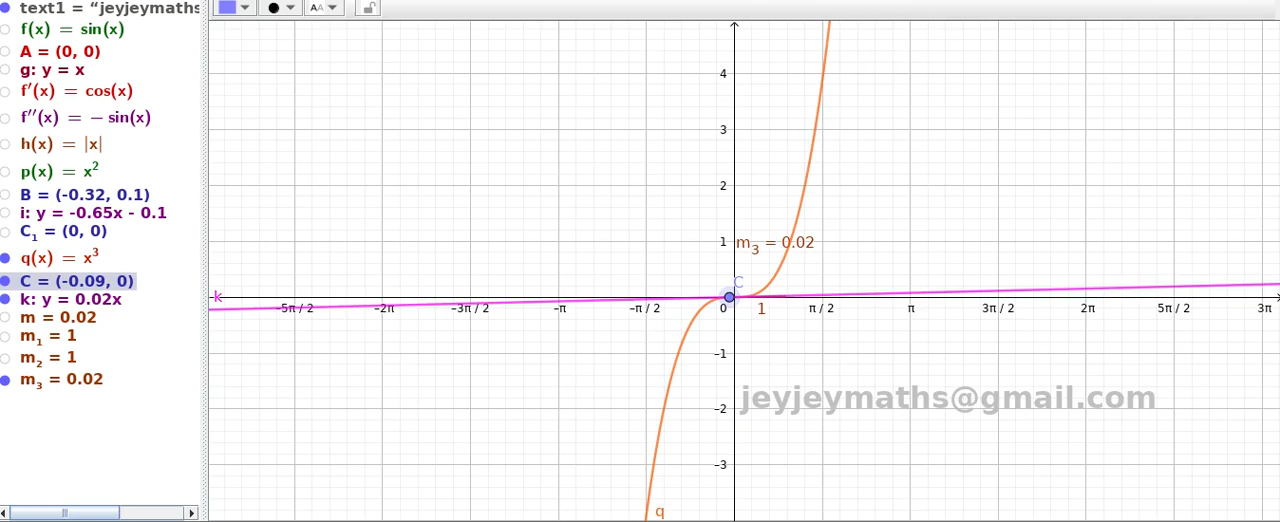 text1 = “jeyjeymaths
f(x) = sin(x)
A = (0, 0)
g: y = x
f′(x) = cos(x)
f′′(x) = − sin(x)
h(x) = |x|
p(x) = x²
B = (-0.32, 0.1)
i: y = -0.65x - 0.1
C₁ = (0, 0)
q(x) = x³
C = (-0.09, 0)
k: y = 0.02x
m = 0.02
m₁ = 1
m₂ = 1
m₃ = 0.02
AA
4
3
2
1
m₃ = 0.02
C
k
–5π / 2 –2π –3π / 2 –π –π / 2 0 1 π / 2 π 3π / 2 2π 5π / 2 3π
–1
–2
jeyjeymaths@gmail.com
–3
q